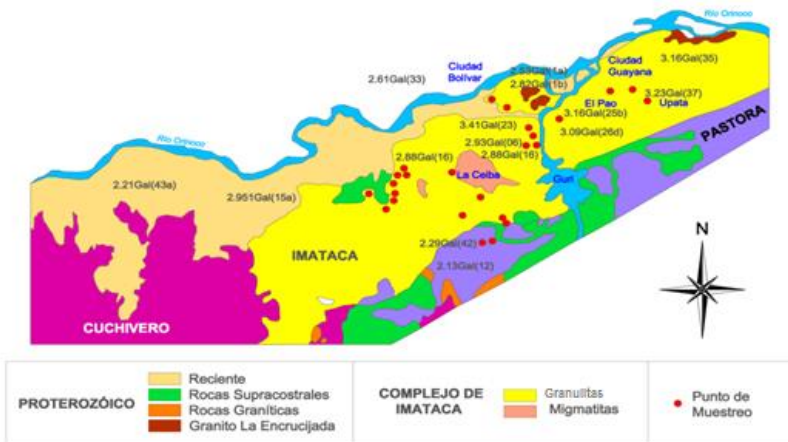 Río Orinoco
3.16Gal(35)
Ciudad
Bolívar
Ciudad
Guayana
2.61Gal(33)
2.82Gal(1b)
3.23Gal(37)
El Pao
Upata
3.16Gal(25b)
3.41Gal(23)
3.09Gal(26d)
PASTORA
2.93Gal(06)
Río Orinoco
2.88Gal(16)
2.88Gal(16)
La Ceiba
Guri
2.21Gal(43a)
2.951Gal(15a)
N
2.29Gal(42)
IMATACA
2.13Gal(12)
CUCHIVERO
PROTEROZÓICO
Reciente
Rocas Supracostrales
Rocas Graníticas
Granito La Encrucijada
COMPLEJO DE
IMATACA
Granulitas
Migmatitas
Punto de
Muestreo